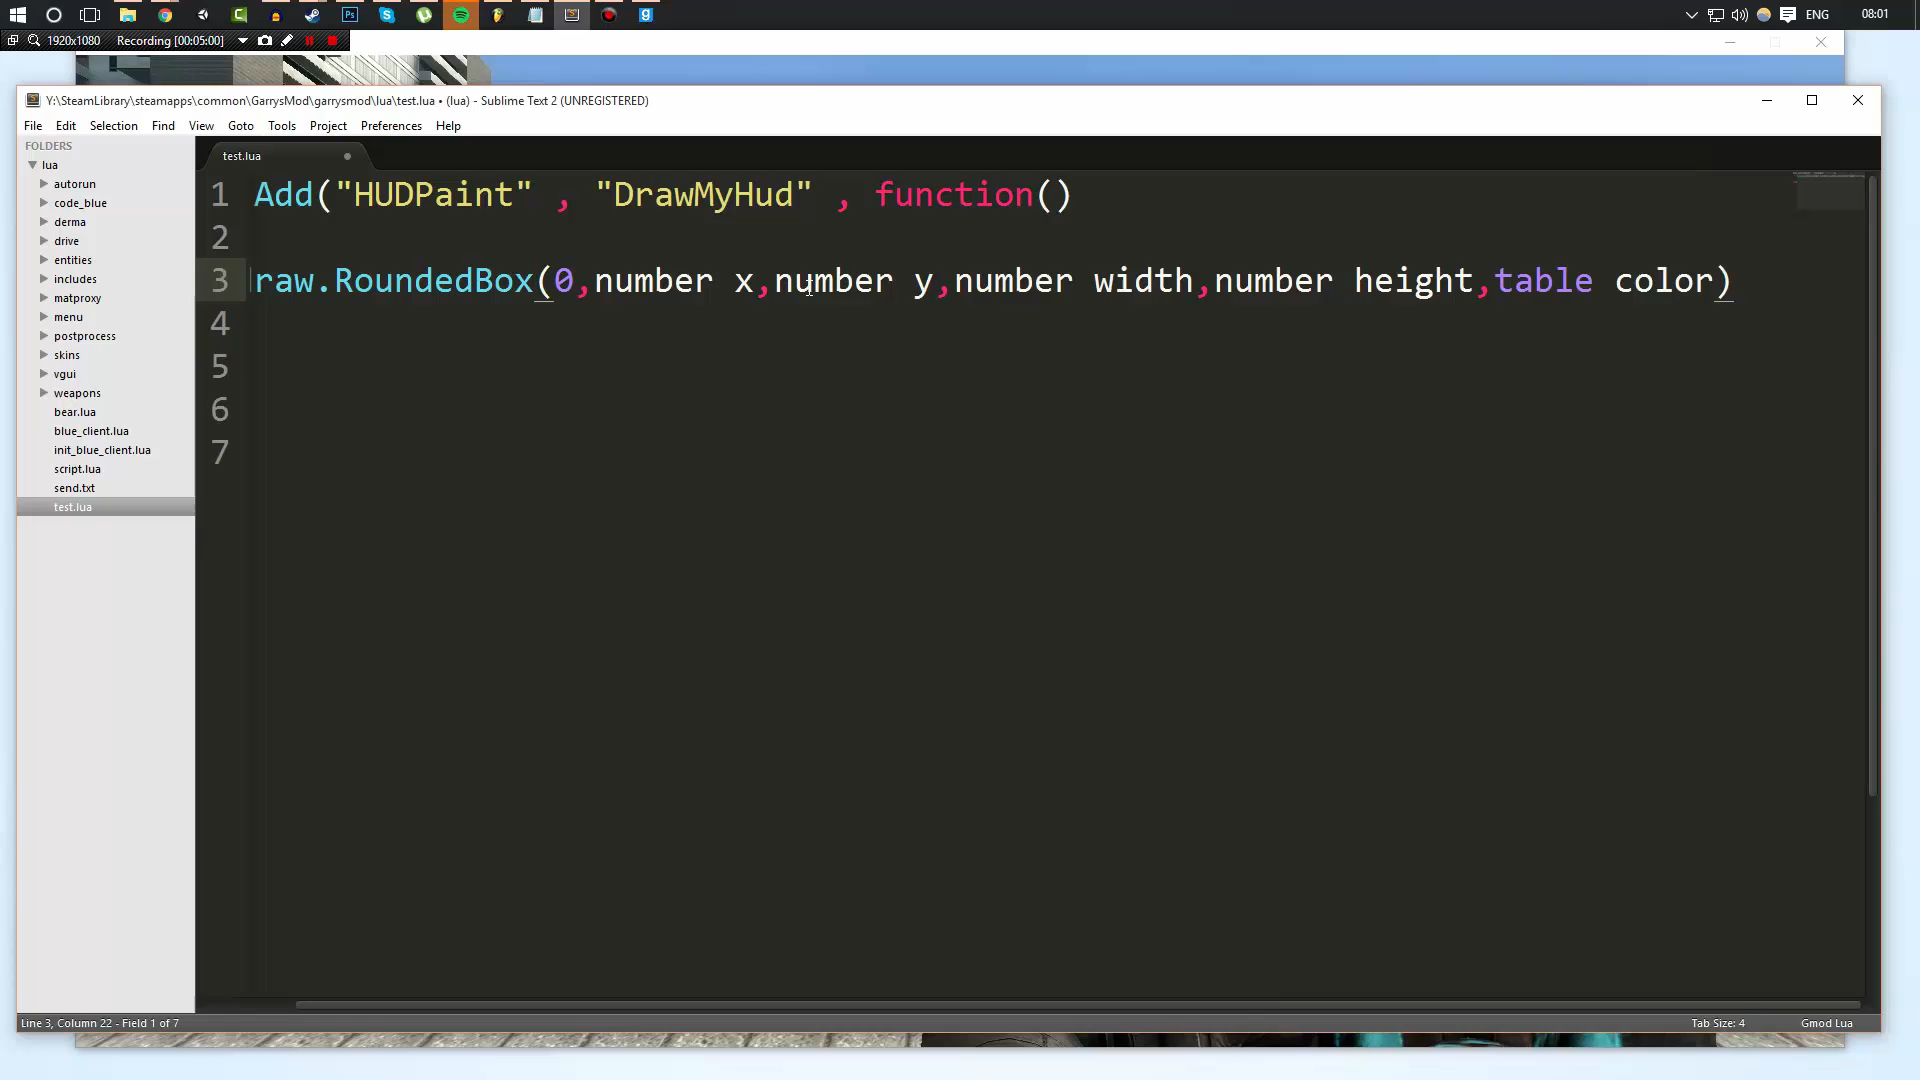 ENG
08:01
1920x1080 Recording [00:05:00]
Y:\SteamLibrary\steamapps\common\GarrysMod\garrysmod\lua\test.lua • (lua) - Sublime Text 2 (UNREGISTERED)
File Edit Selection Find View Goto Tools Project Preferences Help
FOLDERS
lua
autorun
code_blue
derma
drive
entities
includes
matproxy
menu
postprocess
skins
vgui
weapons
bear.lua
blue_client.lua
init_blue_client.lua
script.lua
send.txt
test.lua
test.lua
1 Add("HUDPaint" , "DrawMyHud" , function()
2
3 raw.RoundedBox(0,number x,number y,number width,number height,table color)
4
5
6
7
Line 3, Column 22 - Field 1 of 7
Tab Size: 4
Gmod Lua